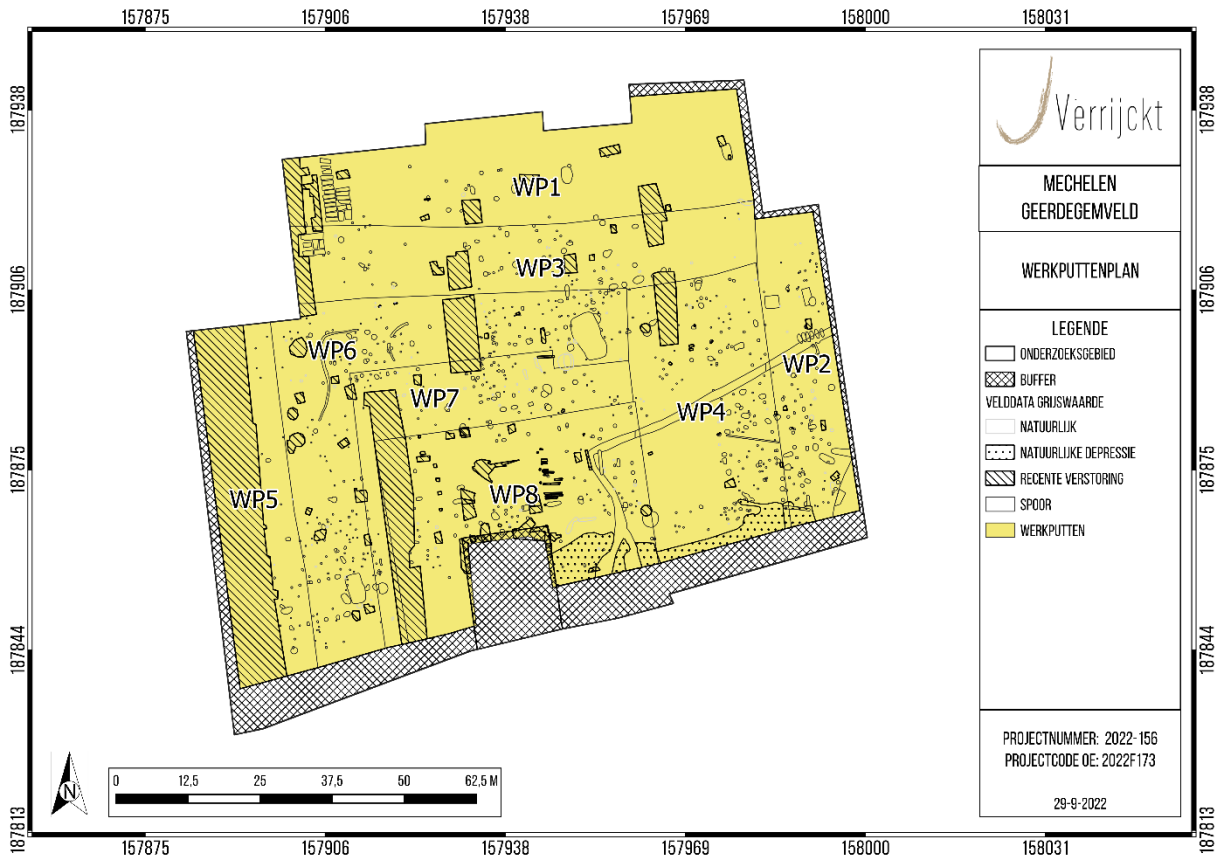 157875 157906 157938 157969 158000 158031
187938
187906
187875
187844
187813
187938
187906
187875
187844
187813
WP1
WP3
WP6
WP2
WP7
WP4
WP5
WP8
Verrijckt
MECHELEN
GEERDEGEMVELD
WERKPUTTENPLAN
LEGENDE
ONDERZOEKSGEBIED
BUFFER
VELDDATA GRIJSWAARDE
NATUURLIJK
NATUURLIJKE DEPRESSIE
RECENTE VERSTORING
SPOOR
WERKPUTTEN
PROJECTNUMMER: 2022-156
PROJECTCODE OE: 2022F173
29-9-2022
N
0 12,5 25 37,5 50 62,5 M
157875 157906 157938 157969 158000 158031